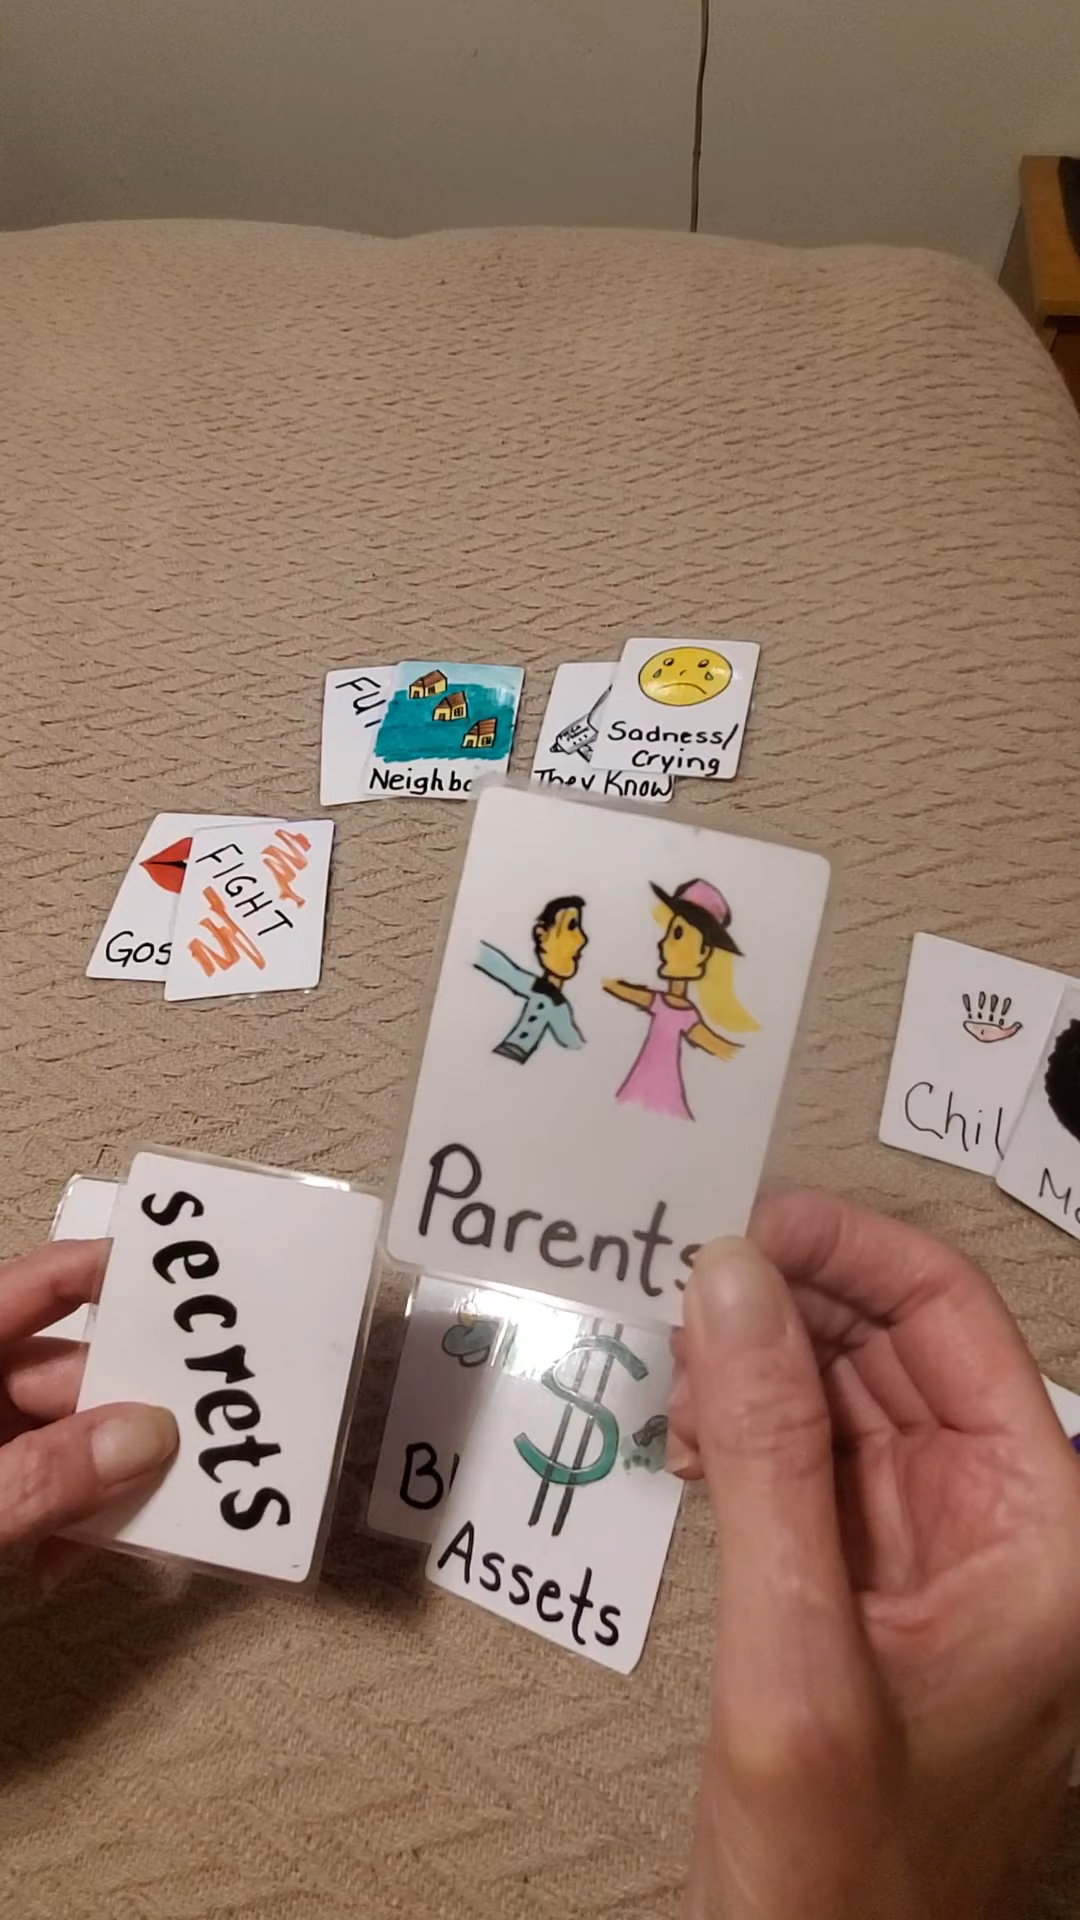 Neighbo
They Know
Sadness/
Crying
Gos
FIGHT
Parents
Chil
secrets
Assets